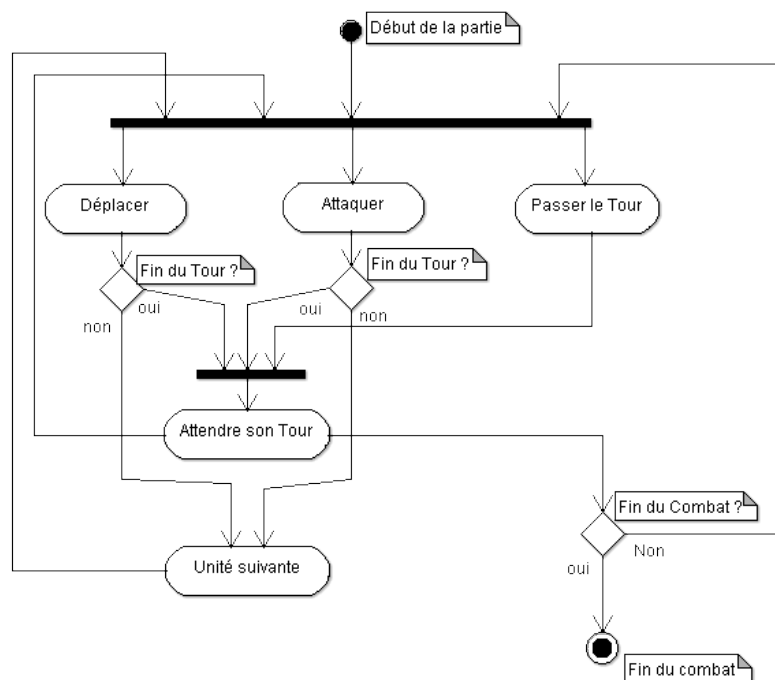 Début de la partie
Déplacer
Attaquer
Passer le Tour
Fin du Tour ?
Fin du Tour ?
oui
oui
non
non
Attendre son Tour
Fin du Combat ?
Unité suivante
oui
Non
Fin du combat